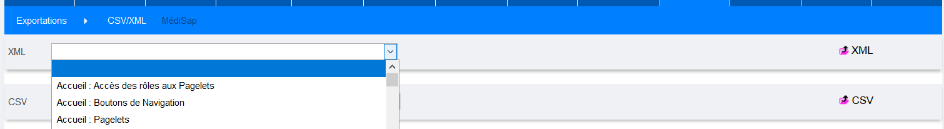 Exportations CSV/XML MédiSap
XML XML
Accueil : Accès des rôles aux Pagelets
Accueil : Boutons de Navigation
CSV CSV
Accueil : Pagelets